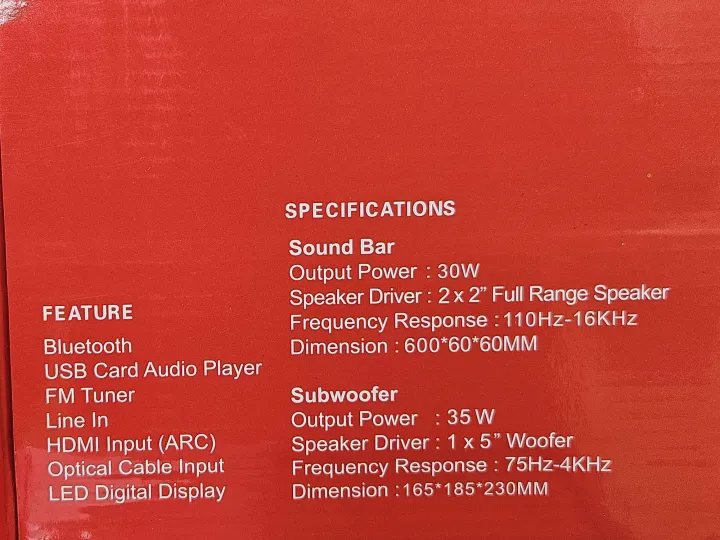 SPECIFICATIONS
Sound Bar
Output Power : 30W
Speaker Driver : 2 x 2” Full Range Speaker
Frequency Response : 110Hz-16KHz
Dimension : 600*60*60MM
Subwoofer
Output Power : 35 W
Speaker Driver : 1 x 5” Woofer
Frequency Response : 75Hz-4KHz
Dimension :165*185*230MM
FEATURE
Bluetooth
USB Card Audio Player
FM Tuner
Line In
HDMI Input (ARC)
Optical Cable Input
LED Digital Display